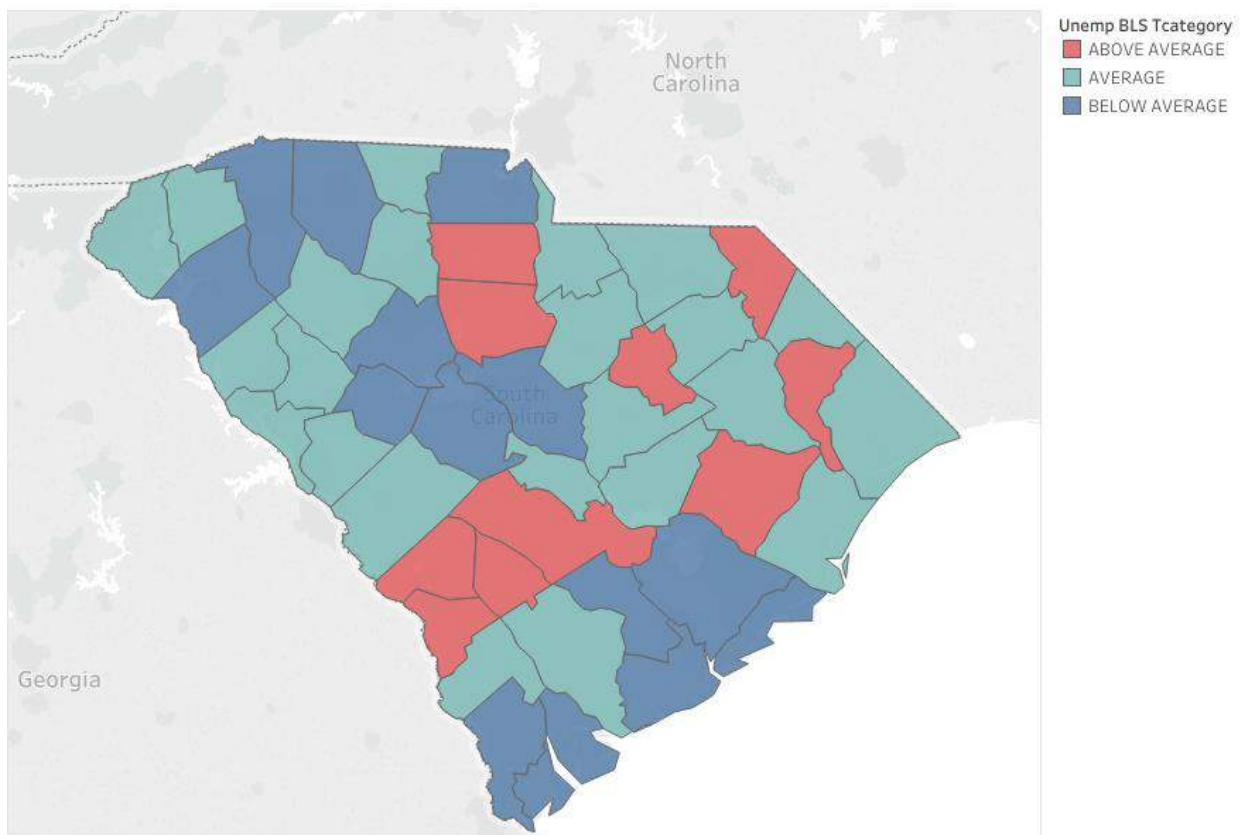 Unemp BLS Tcategory
ABOVE AVERAGE
AVERAGE
BELOW AVERAGE
North
Carolina
South
Carolina
Georgia